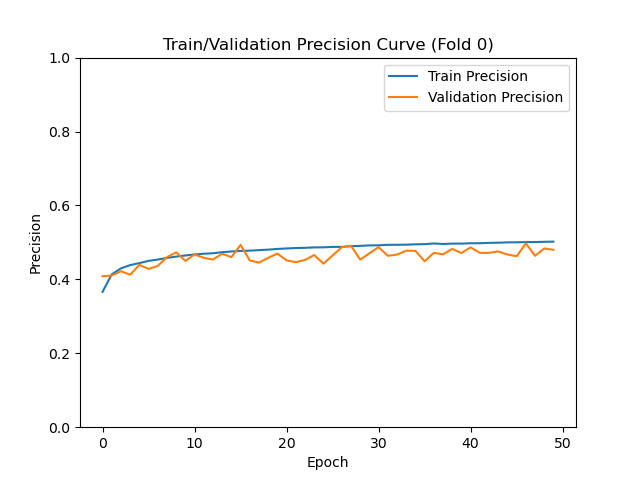 Train/Validation Precision Curve (Fold 0)
Train Precision
Validation Precision
1.0
0.8
0.6
0.4
0.2
0.0
Precision
0 10 20 30 40 50
Epoch